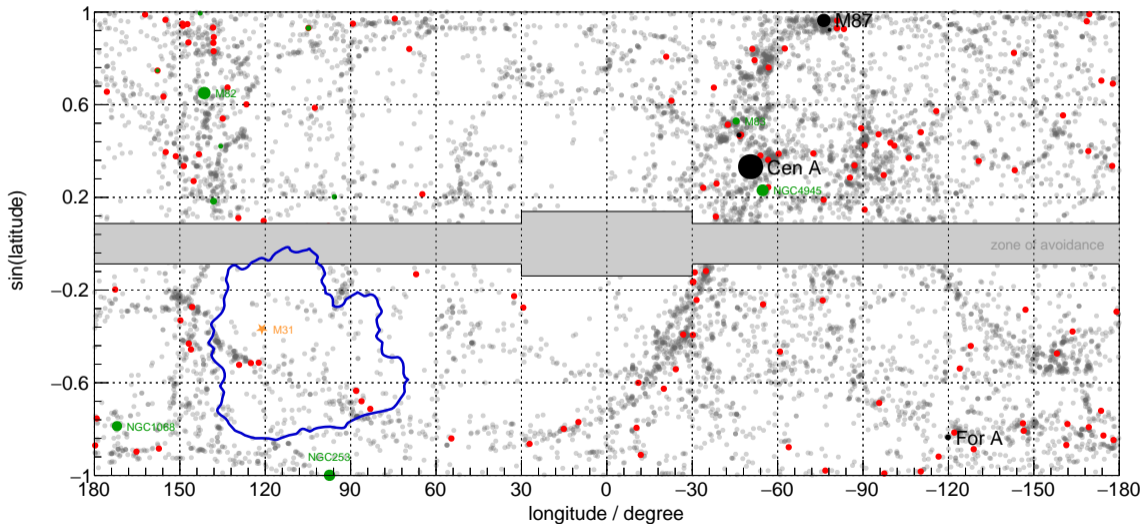 1
M87
M82
0.6
M83
Cen A
NGC4945
0.2
zone of avoidance
sin(latitude)
−0.2
M31
−0.6
NGC1068
For A
NGC253
−1
180 150 120 90 60 30 0 −30 −60 −90 −120 −150 −180
longitude / degree